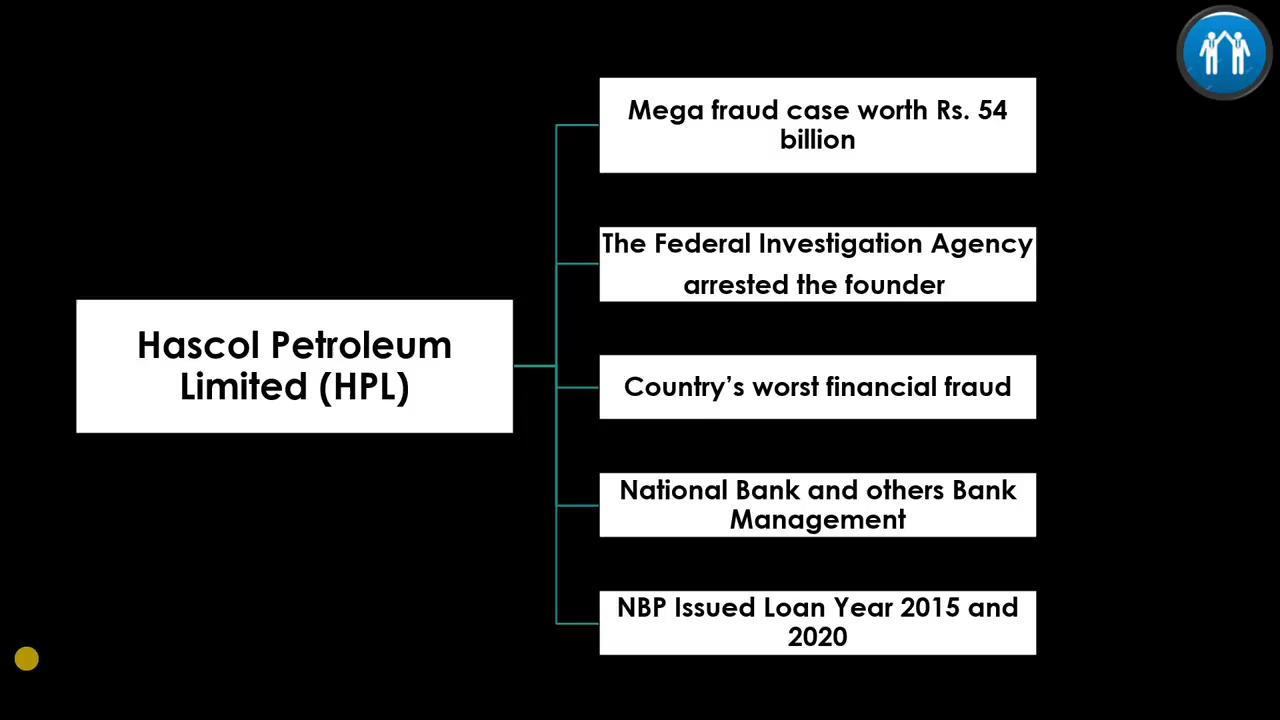 Hascol Petroleum
Limited (HPL)
Mega fraud case worth Rs. 54
billion
The Federal Investigation Agency
arrested the founder
Country’s worst financial fraud
National Bank and others Bank
Management
NBP Issued Loan Year 2015 and
2020